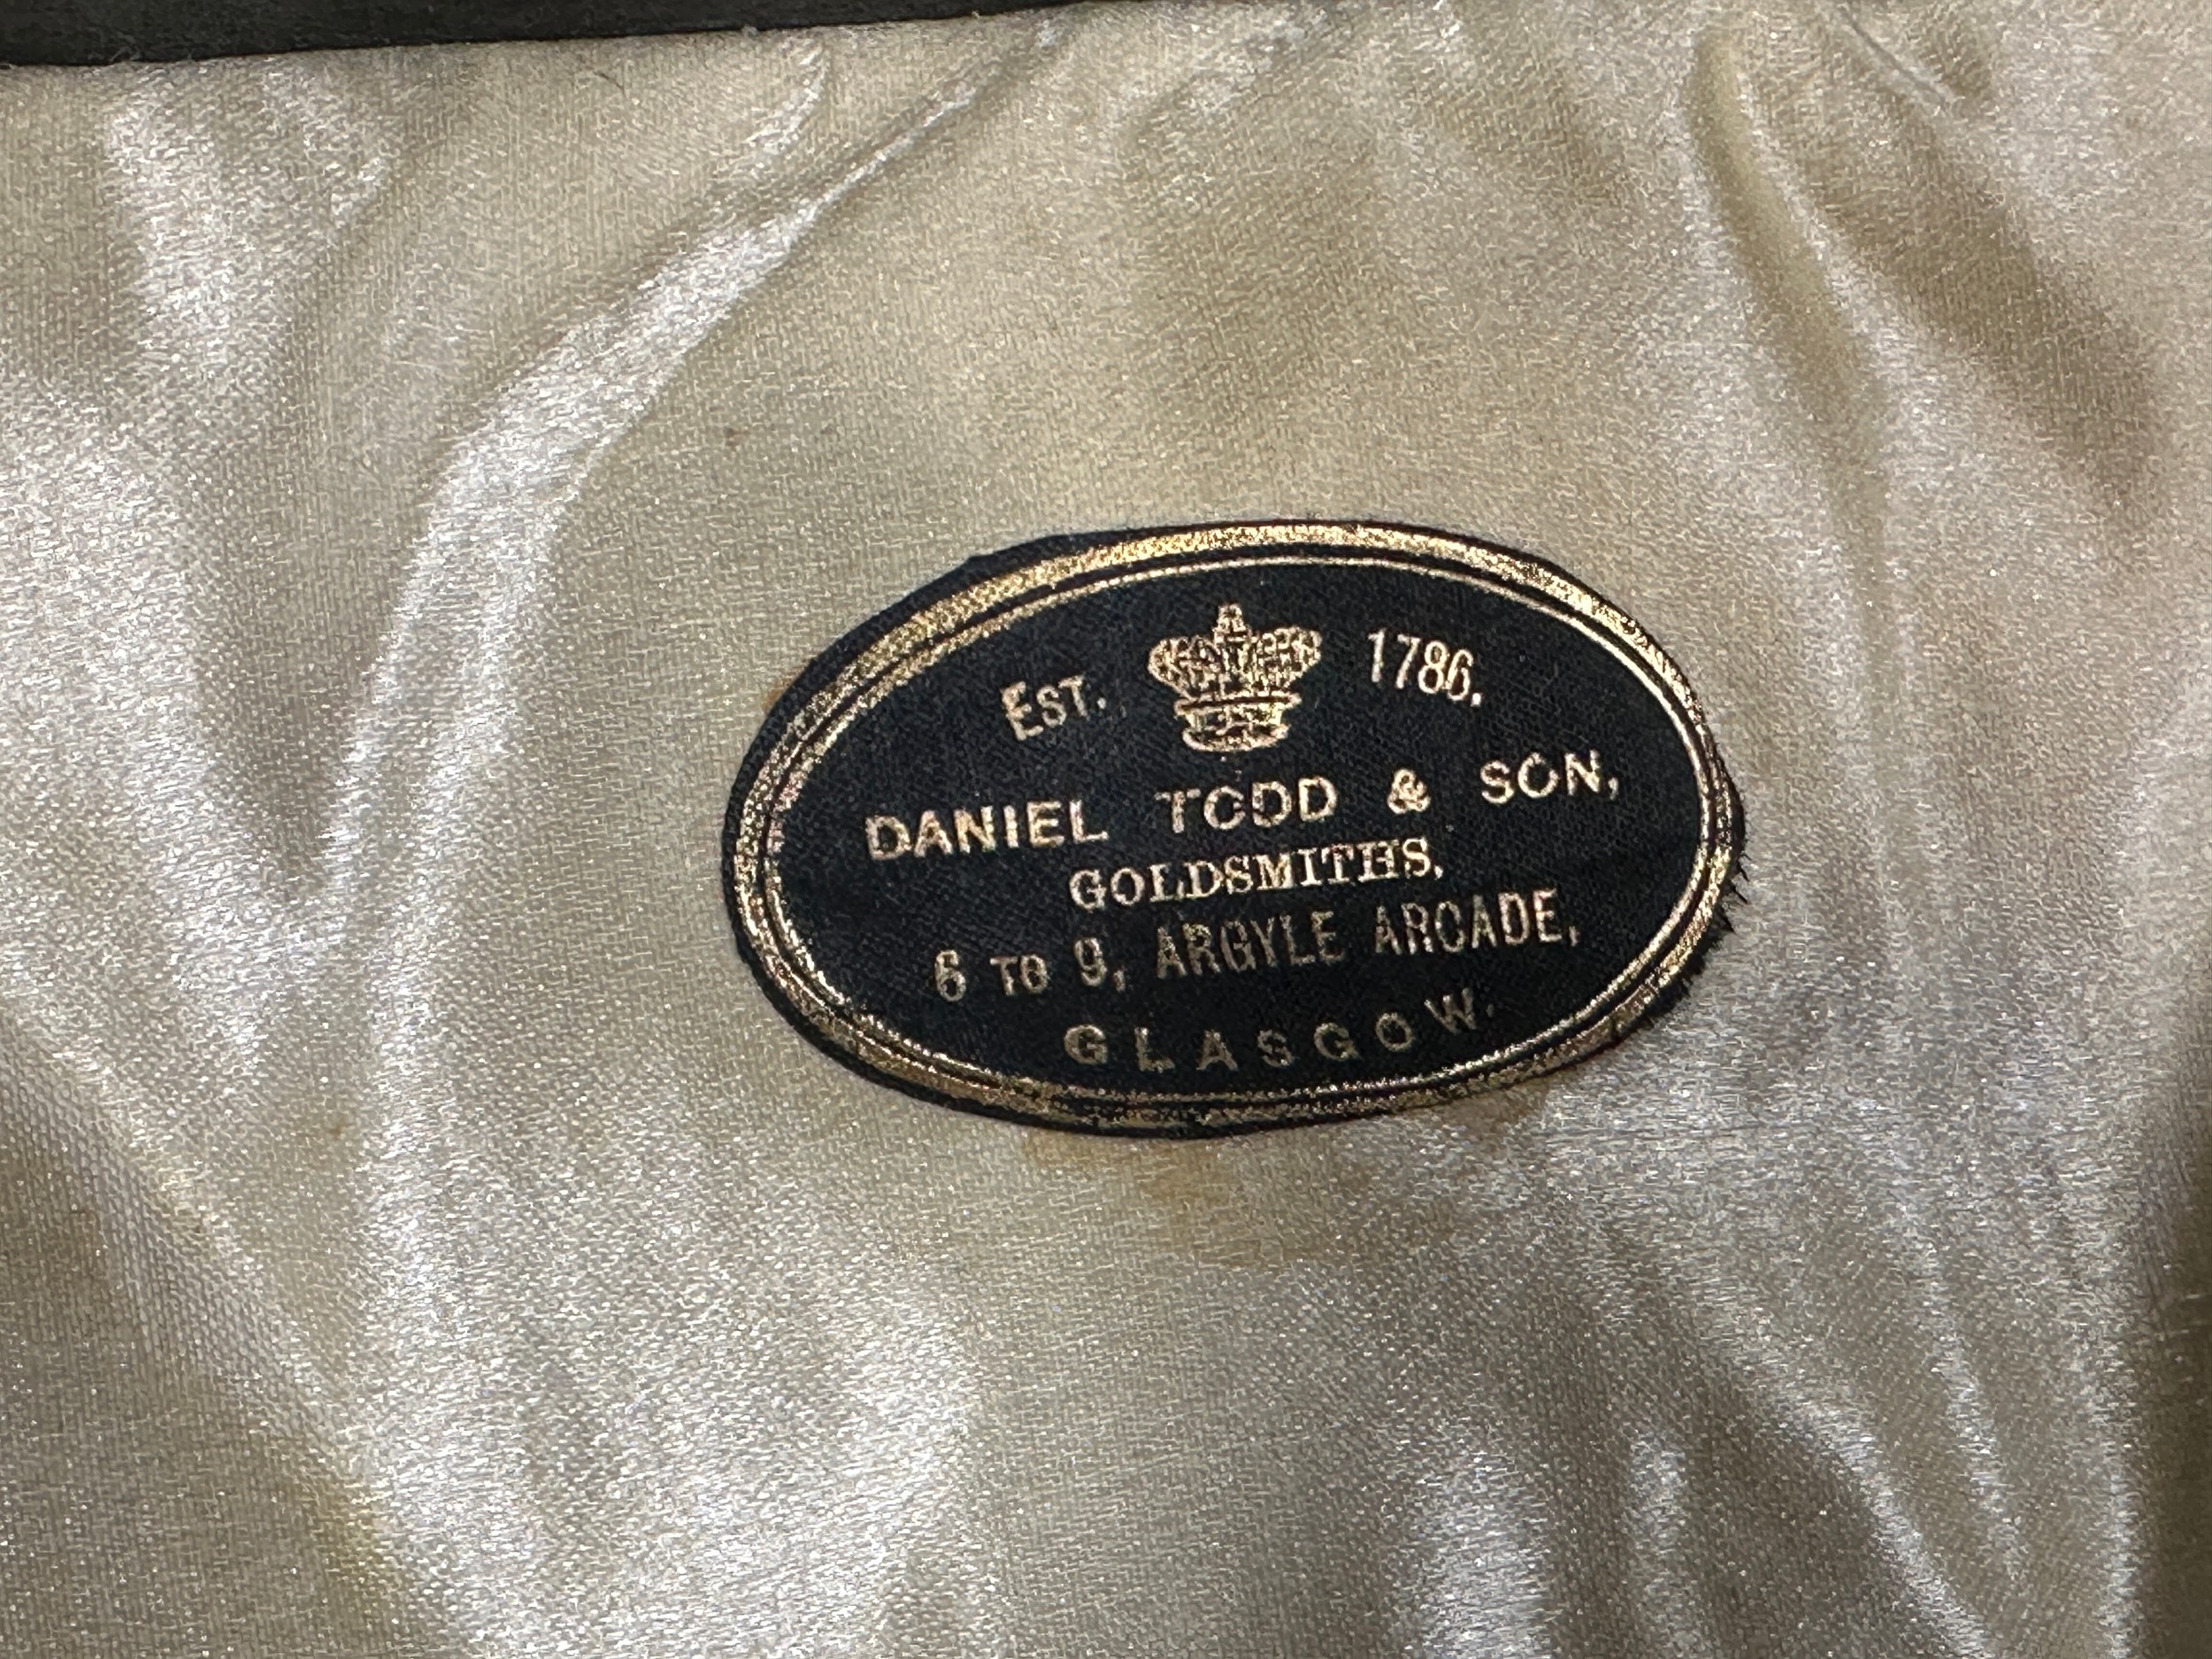 EST. 1786.
DANIEL TODD & SON,
GOLDSMITHS,
6 TO 9, ARGYLE ARCADE,
GLASGOW.